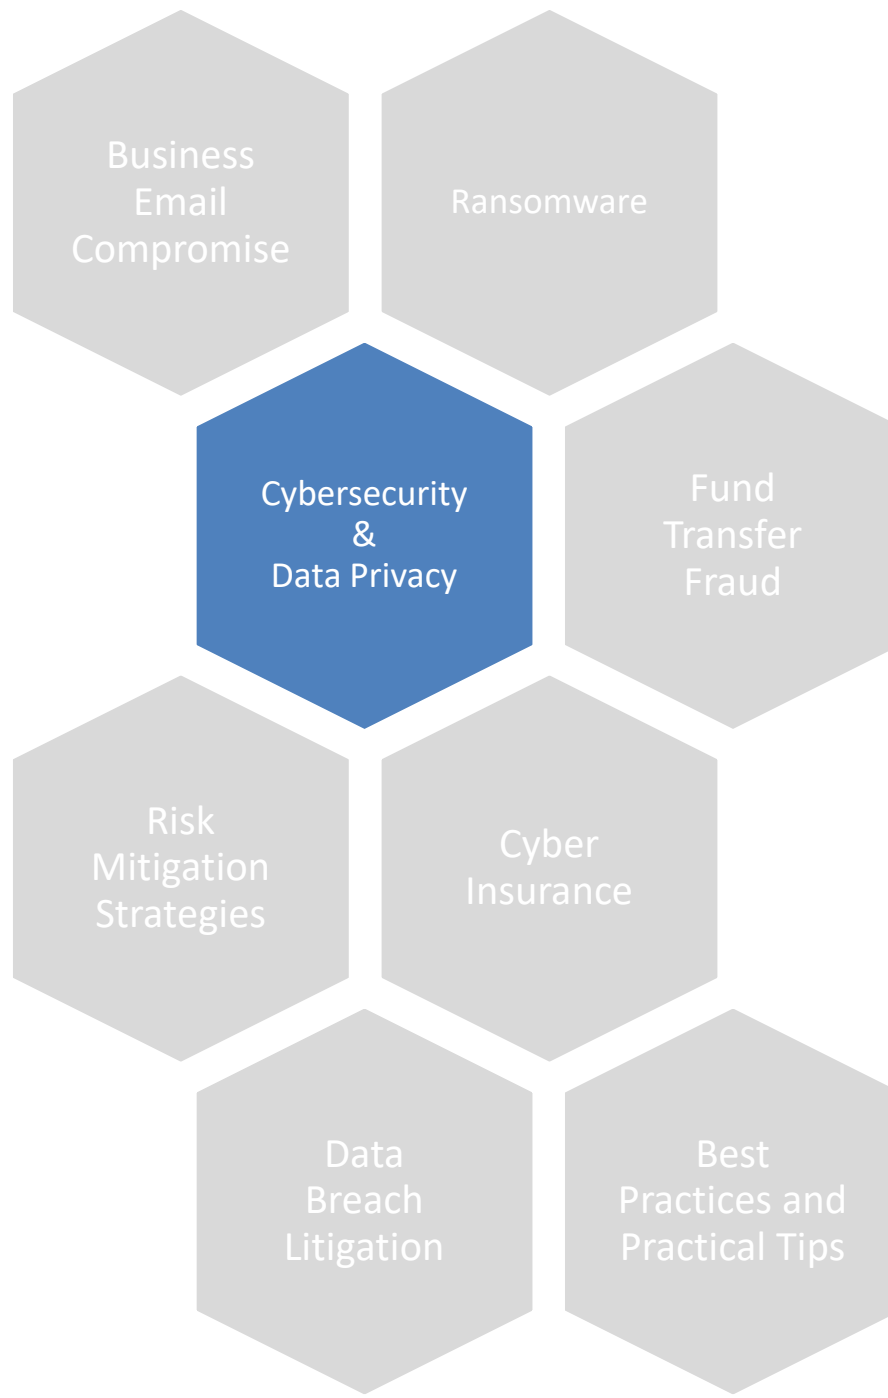 Business
Email
Compromise
Ransomware
Cybersecurity
&
Data Privacy
Fund
Transfer
Fraud
Risk
Mitigation
Strategies
Cyber
Insurance
Data
Breach
Litigation
Best
Practices and
Practical Tips